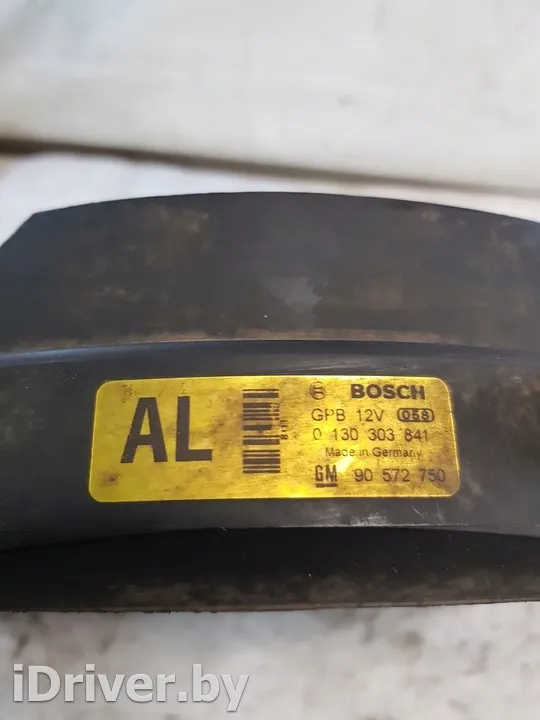 AL
BOSCH
GPB 12V 058
0 130 303 841
Made in Germany
GM 90 572 750
iDriver.by